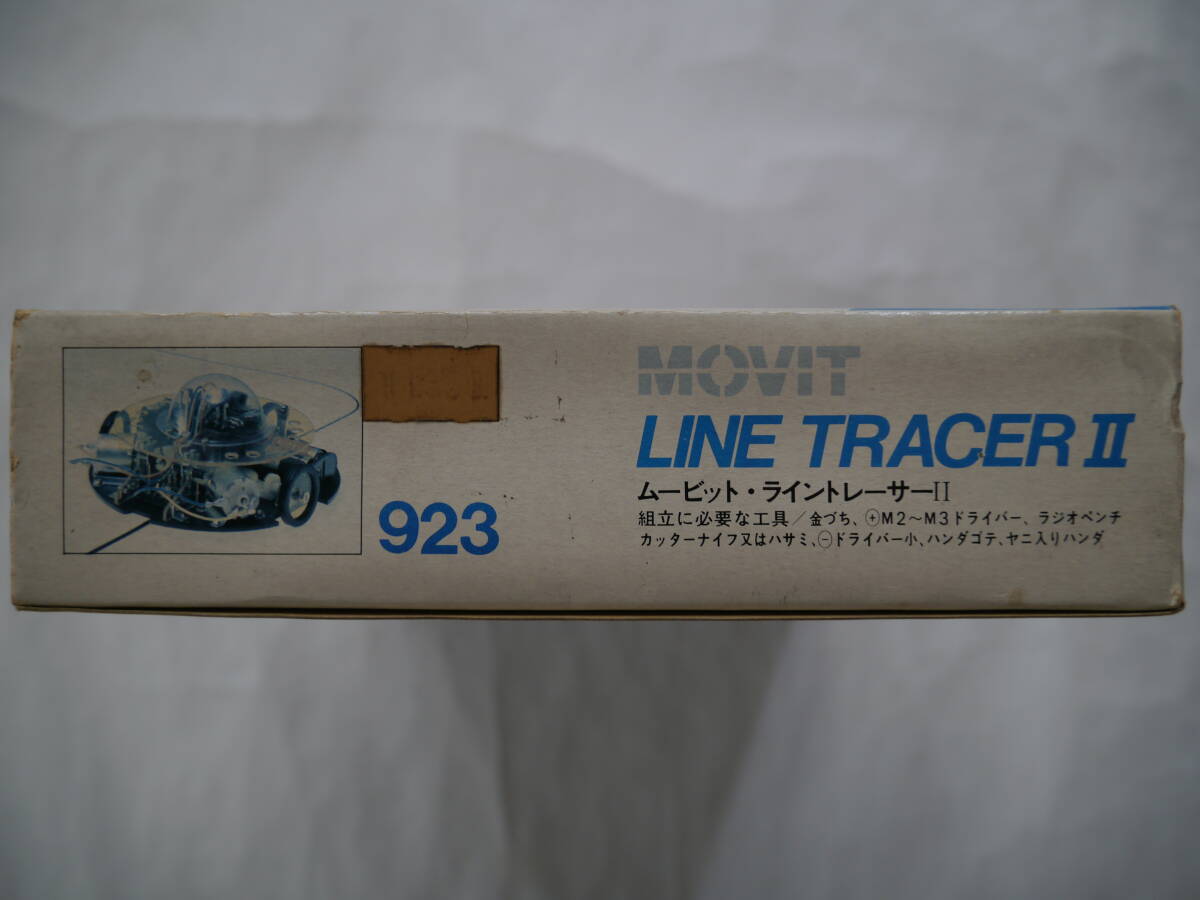 MOVIT
LINE TRACER II
ムービット・ライントレーサーII
組立に必要な工具/金づち、⊕M2〜M3ドライバー、ラジオペンチ
カッターナイフ又はハサミ、⊖ドライバー小、ハンダゴテ、ヤニ入りハンダ
923